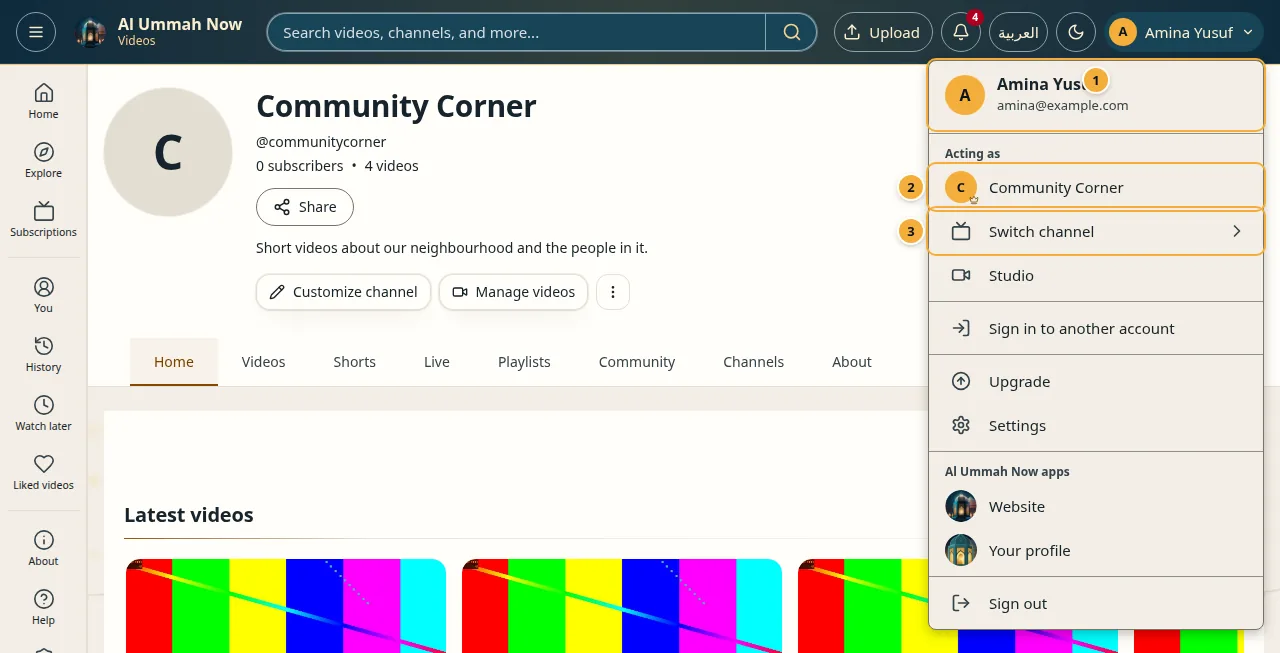 Al Ummah Now
Videos
Search videos, channels, and more...
Upload
4
العربية
A
Amina Yusuf
Home
Explore
Subscriptions
You
History
Watch later
Liked videos
About
Help
C
Community Corner
@communitycorner
0 subscribers • 4 videos
Share
Short videos about our neighbourhood and the people in it.
Customize channel
Manage videos
Home
Videos
Shorts
Live
Playlists
Community
Channels
About
Latest videos
A
1
amina@example.com
Acting as
2
C
Community Corner
3
Switch channel
Studio
Sign in to another account
Upgrade
Settings
Al Ummah Now apps
Website
Your profile
Sign out